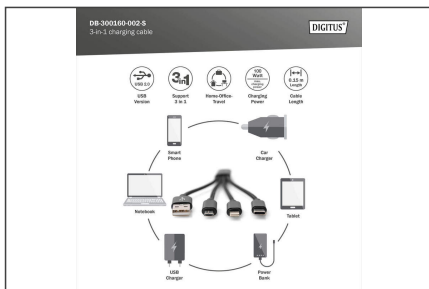 DB-300160-002-S
3-in-1 charging cable
DIGITUS
USB 2.0
USB
Version
3in1
Support
3 in 1
Home-Office-
Travel
100
Watt
Charging
Power
0.15 m
Length
Cable
Length
Smart
Phone
Car
Charger
Notebook
Tablet
USB
Charger
Power
Bank